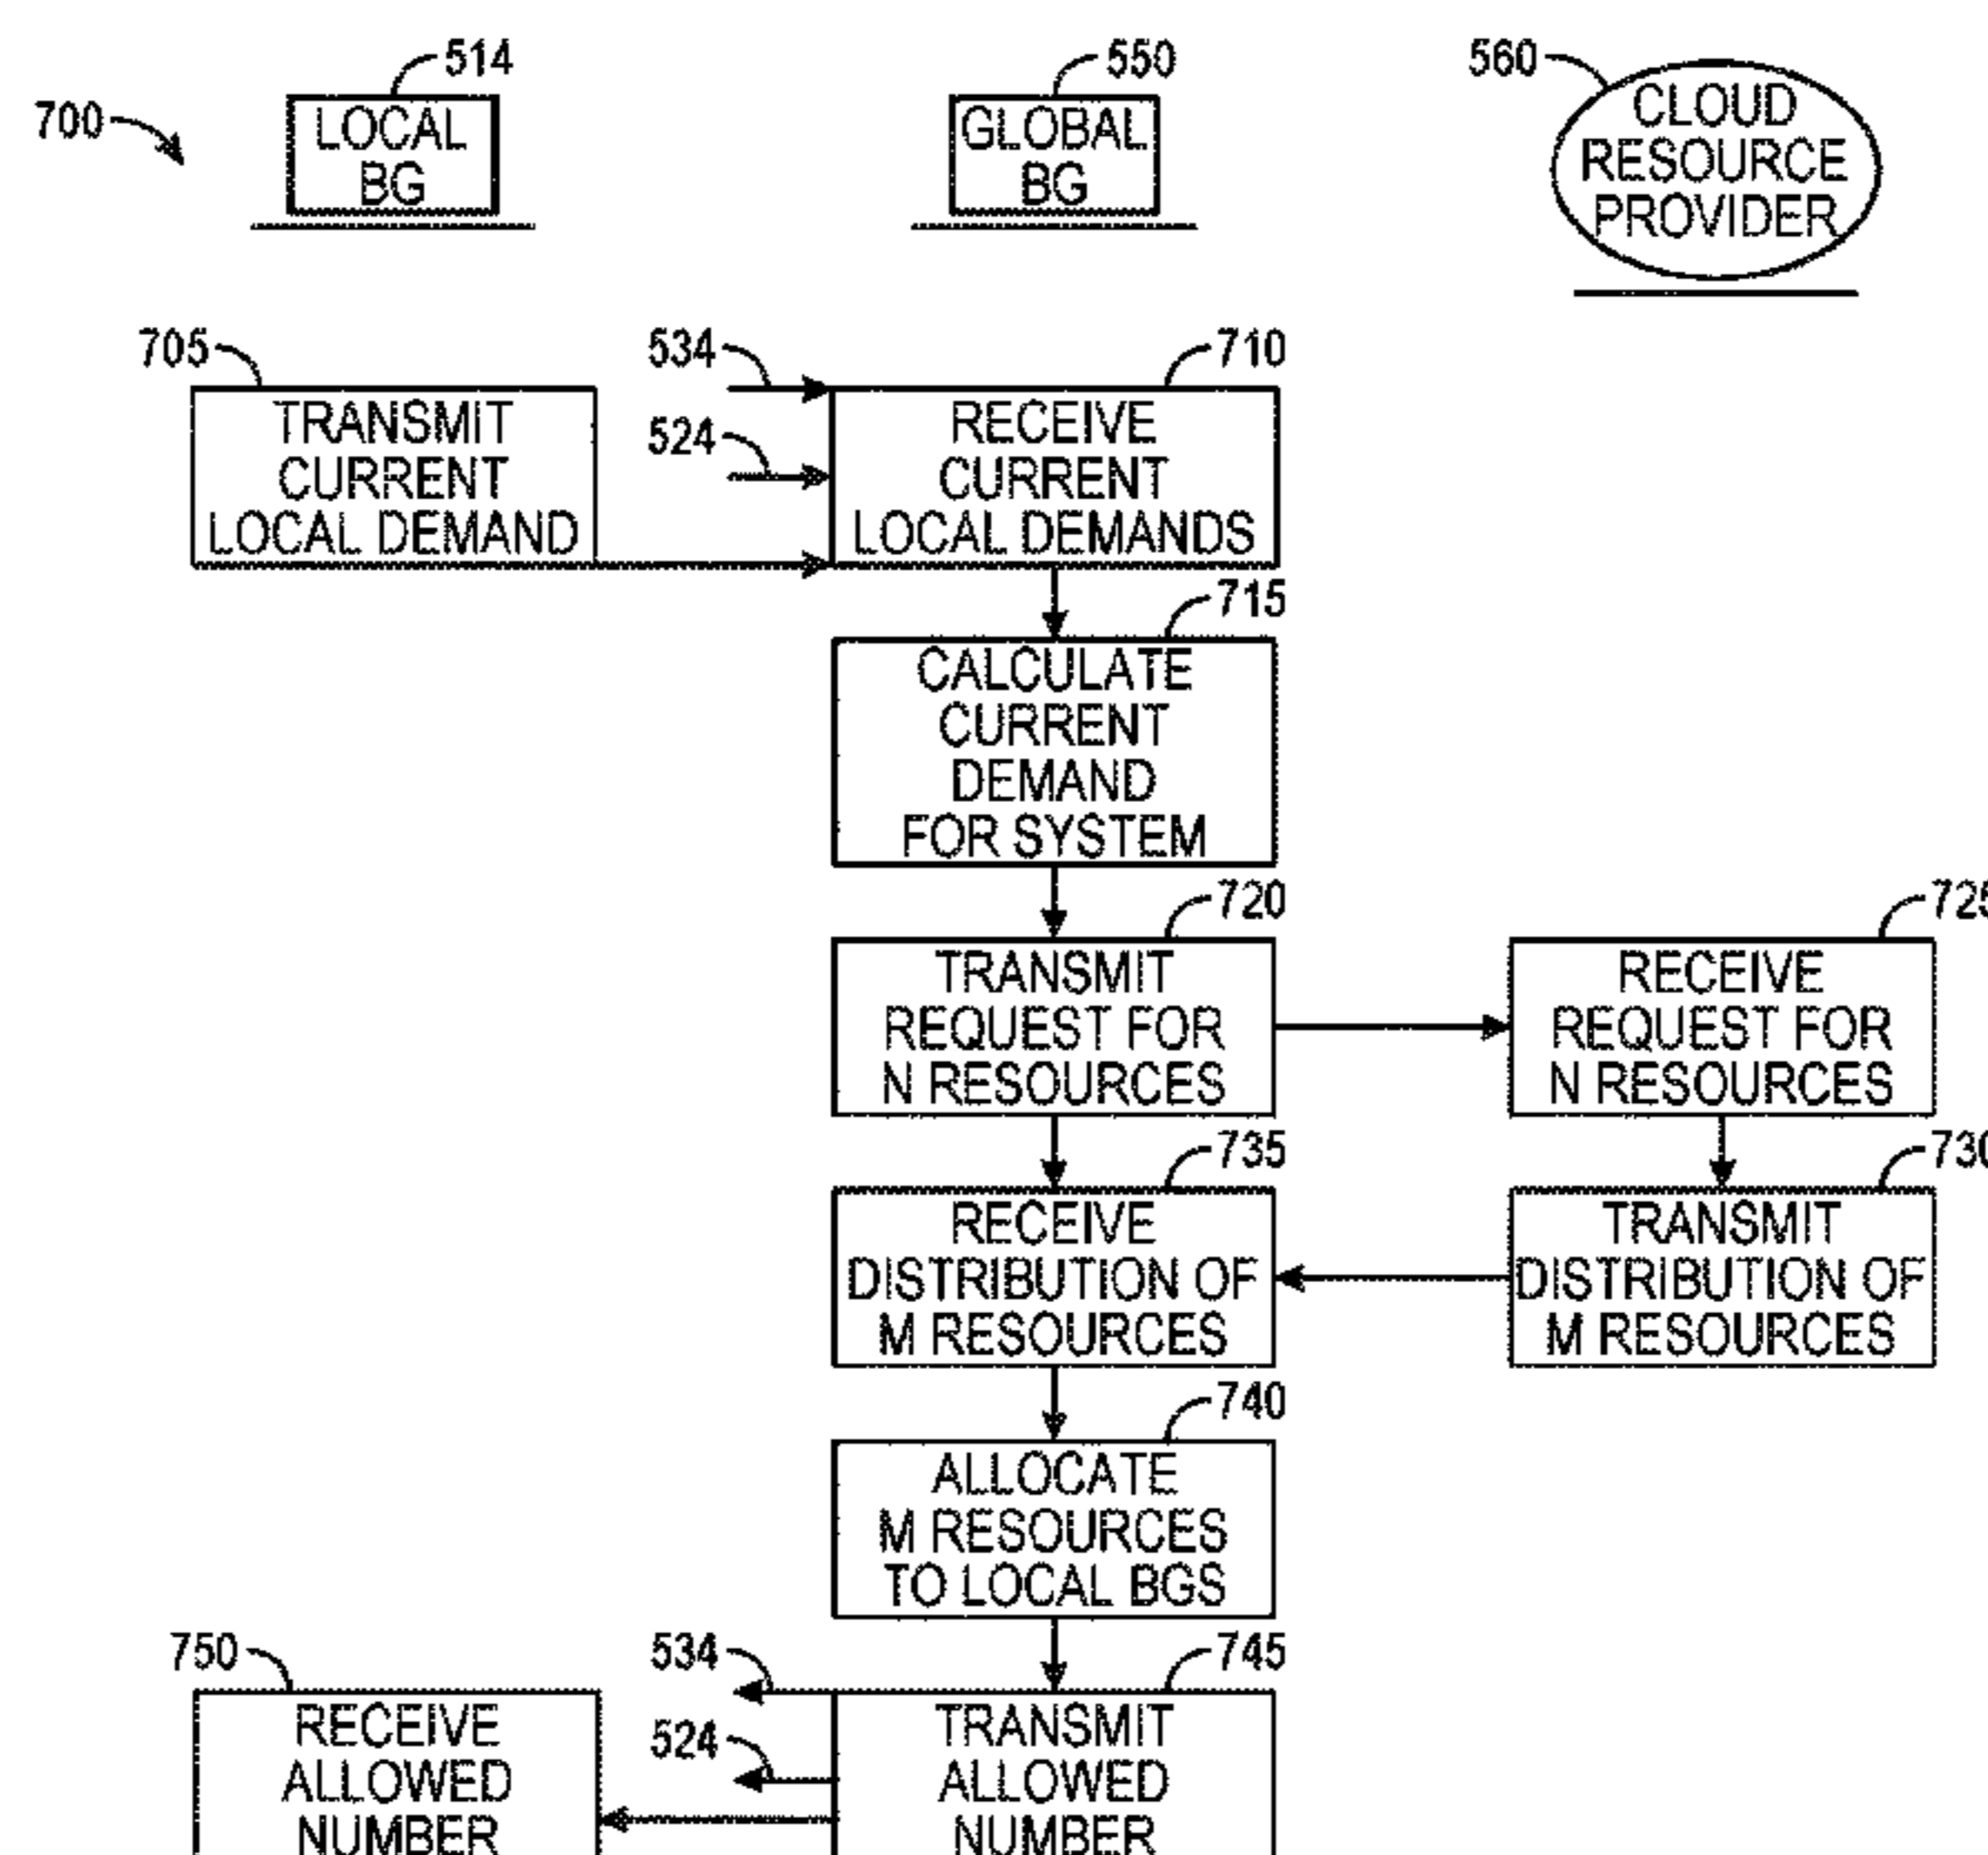 700
514
LOCAL
BG
550
GLOBAL
BG
560
CLOUD
RESOURCE
PROVIDER
705
TRANSMIT
CURRENT
LOCAL DEMAND
534
524
710
RECEIVE
CURRENT
LOCAL DEMANDS
715
CALCULATE
CURRENT
DEMAND
FOR SYSTEM
720
TRANSMIT
REQUEST FOR
N RESOURCES
725
RECEIVE
REQUEST FOR
N RESOURCES
735
RECEIVE
DISTRIBUTION OF
M RESOURCES
730
TRANSMIT
DISTRIBUTION OF
M RESOURCES
740
ALLOCATE
M RESOURCES
TO LOCAL BGS
750
RECEIVE
ALLOWED
NUMBER
534
524
745
TRANSMIT
ALLOWED
NUMBER